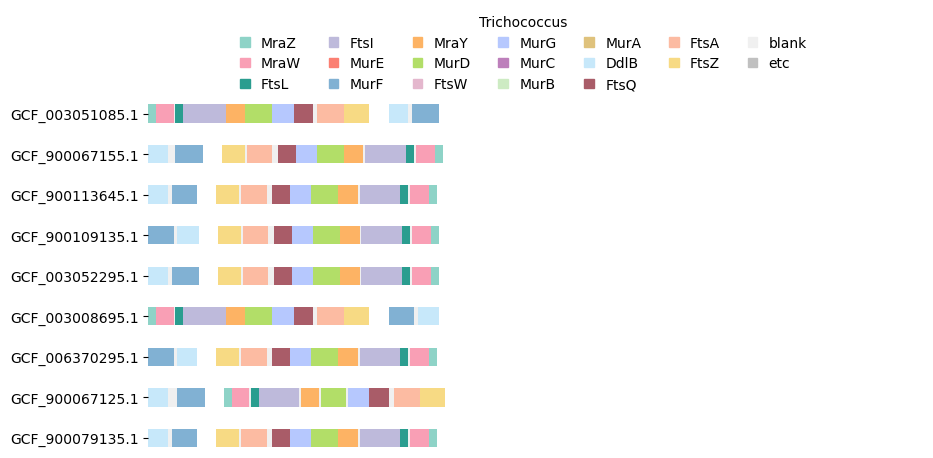 Trichococcus
MraZ FtsI MraY MurG MurA FtsA blank
MraW MurE MurD MurC DdlB FtsZ etc
FtsL MurF FtsW MurB FtsQ
GCF_003051085.1
GCF_900067155.1
GCF_900113645.1
GCF_900109135.1
GCF_003052295.1
GCF_003008695.1
GCF_006370295.1
GCF_900067125.1
GCF_900079135.1